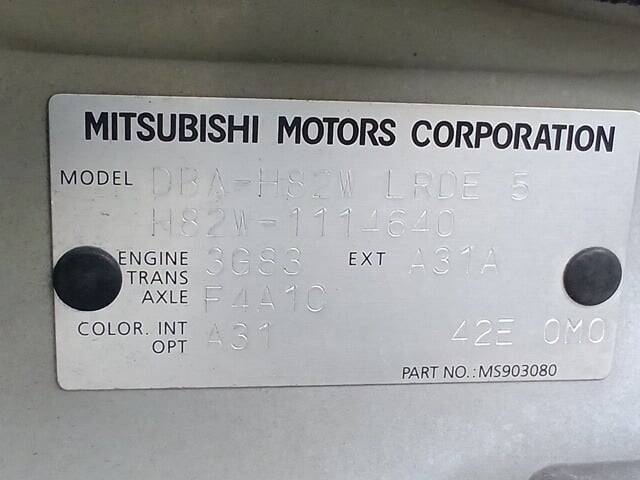 MITSUBISHI MOTORS CORPORATION
MODEL DBA-H82W LRDE 5
H82W-1114640
ENGINE 3G83 EXT A31A
TRANS
AXLE F4A1C
COLOR. INT A31 42E 0M0
OPT
PART NO.:MS903080